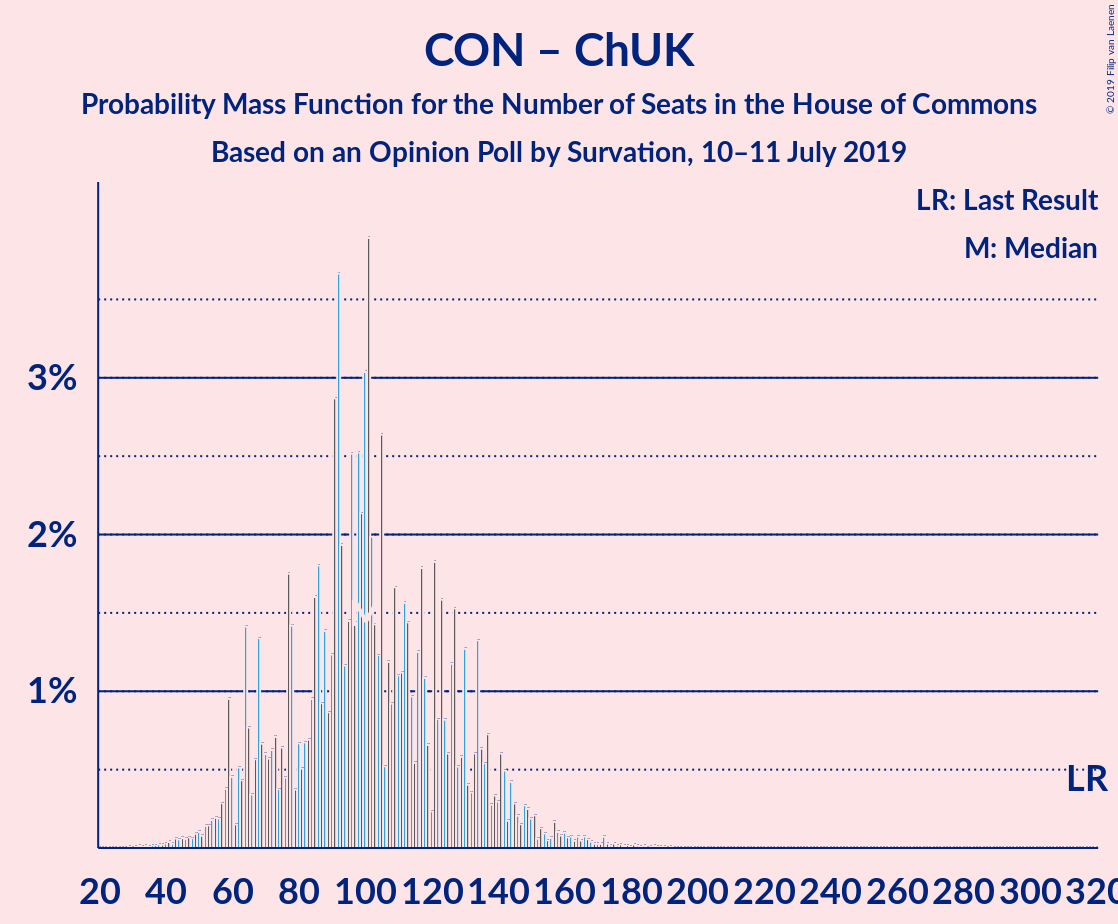 CON – ChUK
Probability Mass Function for the Number of Seats in the House of Commons
Based on an Opinion Poll by Survation, 10–11 July 2019
© 2019 Filip van Laenen
LR: Last Result
M: Median
3%
2%
1%
LR
20 40 60 80 100 120 140 160 180 200 220 240 260 280 300 320